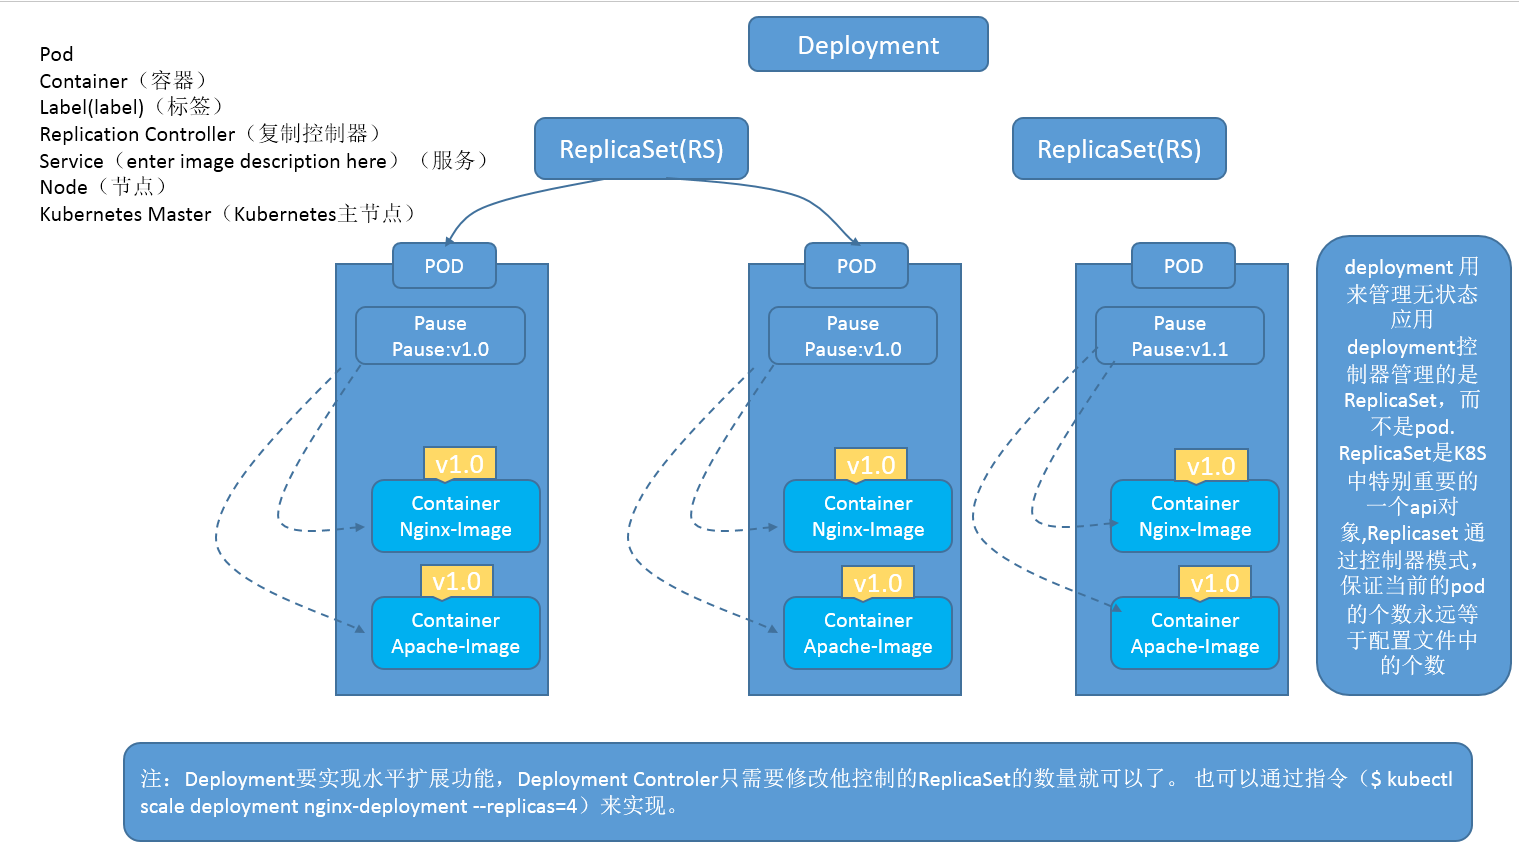 Deployment
Pod
Container（容器）
Label(label)（标签）
Replication Controller（复制控制器）
Service（enter image description here）（服务）
Node（节点）
Kubernetes Master（Kubernetes主节点）
ReplicaSet(RS)
ReplicaSet(RS)
POD
Pause
Pause:v1.0
v1.0
Container
Nginx-Image
v1.0
Container
Apache-Image
POD
Pause
Pause:v1.0
v1.0
Container
Nginx-Image
v1.0
Container
Apache-Image
POD
Pause
Pause:v1.1
v1.0
Container
Nginx-Image
v1.0
Container
Apache-Image
deployment 用
来管理无状态
应用
deployment控
制器管理的是
ReplicaSet，而
不是pod.
ReplicaSet是K8S
中特别重要的
一个api对
象,Replicaset 通
过控制器模式，
保证当前的pod
的个数永远等
于配置文件中
的个数
注：Deployment要实现水平扩展功能，Deployment Controler只需要修改他控制的ReplicaSet的数量就可以了。 也可以通过指令（$ kubectl
scale deployment nginx-deployment --replicas=4）来实现。